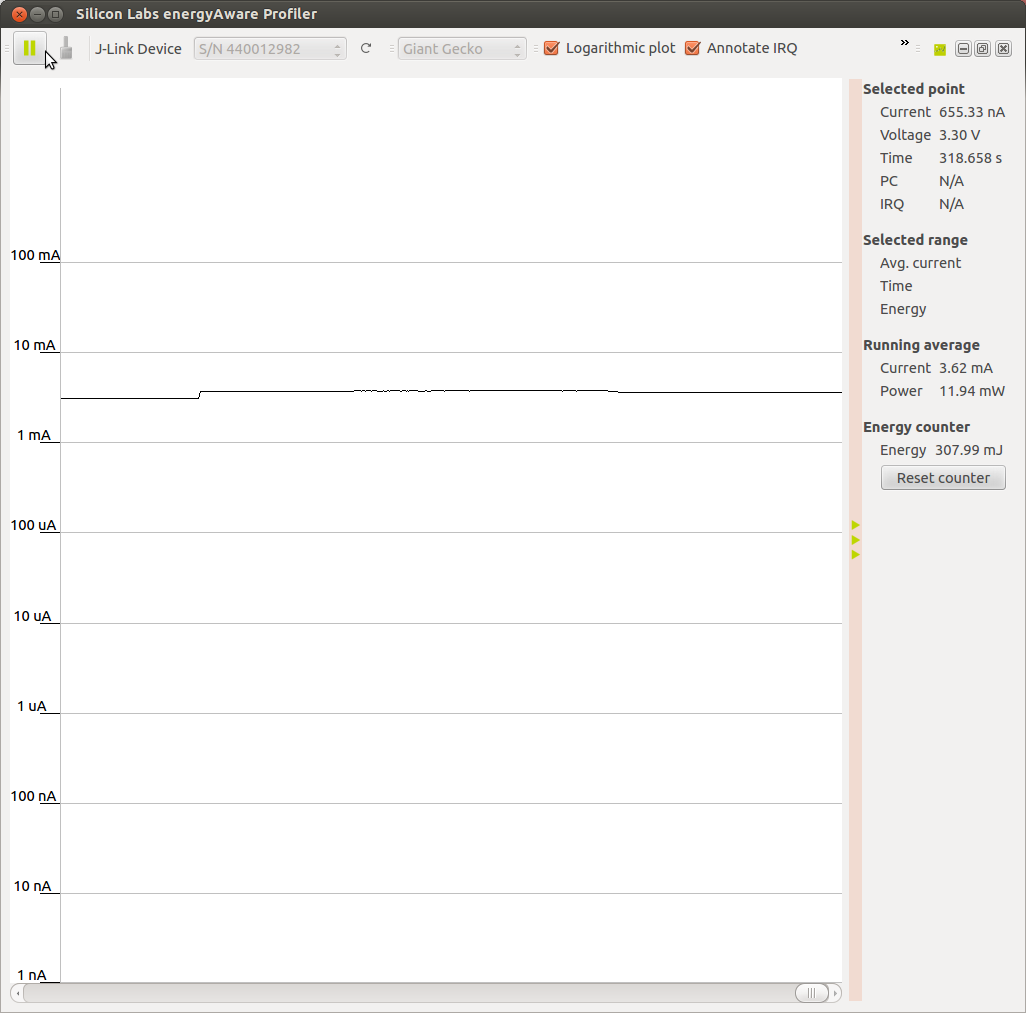 Silicon Labs energyAware Profiler
J-Link Device S/N 440012982 Giant Gecko Logarithmic plot Annotate IRQ »
Selected point
Current 655.33 nA
Voltage 3.30 V
Time 318.658 s
PC N/A
IRQ N/A
Selected range
Avg. current
Time
Energy
Running average
Current 3.62 mA
Power 11.94 mW
Energy counter
Energy 307.99 mJ
Reset counter
100 mA
10 mA
1 mA
100 uA
10 uA
1 uA
100 nA
10 nA
1 nA